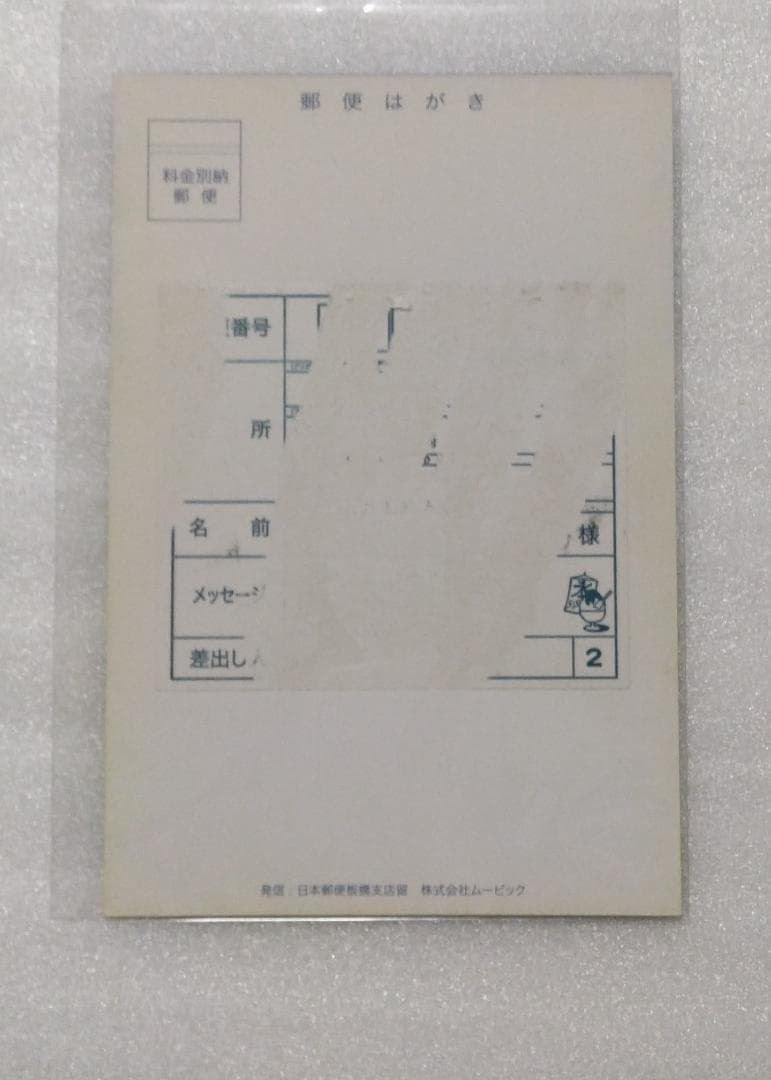 郵便はがき
料金別納
郵便
番号
所
名 前
様
メッセージ
差出し
2
発信：日本郵便板橋支店留 株式会社ムービック